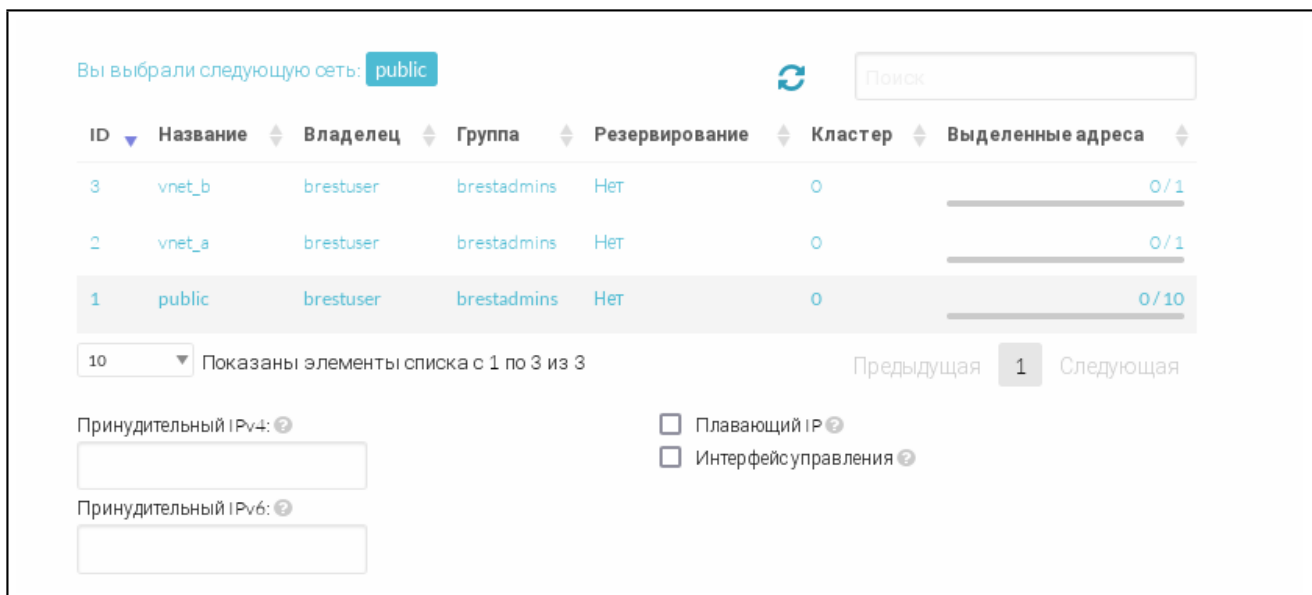 Вы выбрали следующую сеть: public
Поиск
ID Название Владелец Группа Резервирование Кластер Выделенные адреса
3 vnet_b brestuser brestadmins Нет 0 0/1
2 vnet_a brestuser brestadmins Нет 0 0/1
1 public brestuser brestadmins Нет 0 0/10
10 Показаны элементы списка с 1 по 3 из 3 Предыдущая 1 Следующая
Принудительный IPv4: Плавающий IP
Интерфейс управления
Принудительный IPv6: